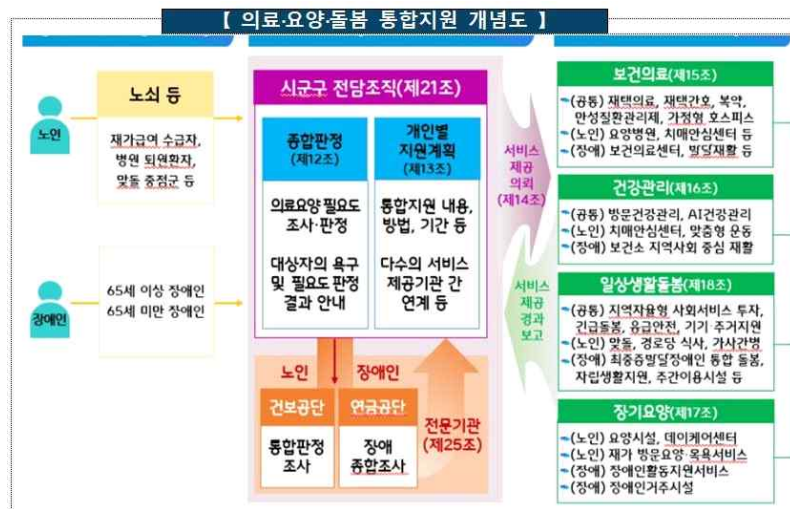 【 의료·요양·돌봄 통합지원 개념도 】
노인
노쇠 등
재가급여 수급자,
병원 퇴원환자,
맞돌 중점군 등
장애인
65세 이상 장애인
65세 미만 장애인
시군구 전담조직(제21조)
종합판정
(제12조)
의료요양 필요도
조사·판정
대상자의 욕구
및 필요도 판정
결과 안내
개인별
지원계획
(제13조)
통합지원 내용,
방법, 기간 등
다수의 서비스
제공기관 간
연계 등
노인
장애인
건보공단
통합판정
조사
연금공단
장애
종합조사
전문기관
(제25조)
서비스
제공
의뢰
(제14조)
서비스
제공
경과
보고
보건의료(제15조)
(공통) 재택의료, 재택간호, 복약,
만성질환관리제, 가정형 호스피스
(노인) 요양병원, 치매안심센터 등
(장애) 보건의료센터, 발달재활 등
건강관리(제16조)
(공통) 방문건강관리, AI건강관리
(노인) 치매안심센터, 맞춤형 운동
(장애) 보건소 지역사회 중심 재활
일상생활돌봄(제18조)
(공통) 지역자율형 사회서비스 투자,
긴급돌봄, 응급안전, 기기·주거지원
(노인) 맞돌, 경로당 식사, 가사간병
(장애) 최중증발달장애인 통합 돌봄,
자립생활지원, 주간이용시설 등
장기요양(제17조)
(노인) 요양시설, 데이케어센터
(노인) 재가 방문요양·목욕서비스
(장애) 장애인활동지원서비스
(장애) 장애인거주시설